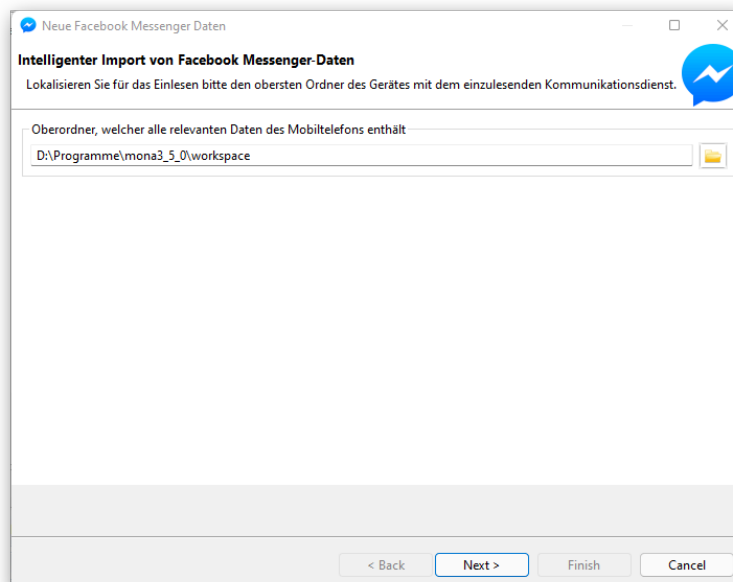 Neue Facebook Messenger Daten
Intelligenter Import von Facebook Messenger-Daten
Lokalisieren Sie für das Einlesen bitte den obersten Ordner des Gerätes mit dem einzulesenden Kommunikationsdienst.
Oberordner, welcher alle relevanten Daten des Mobiltelefons enthält
D:\Programme\mona3_5_0\workspace
< Back Next > Finish Cancel